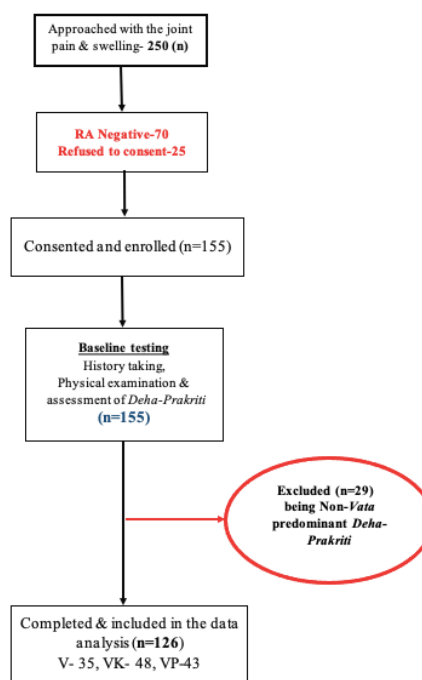 Approached with the joint
pain & swelling- 250 (n)
RA Negative-70
Refused to consent-25
Consented and enrolled (n=155)
Baseline testing
History taking,
Physical examination &
assessment of Deha-Prakriti
(n=155)
Excluded (n=29)
being Non-Vata
predominant Deha-
Prakriti
Completed & included in the data
analysis (n=126)
V- 35, VK- 48, VP-43